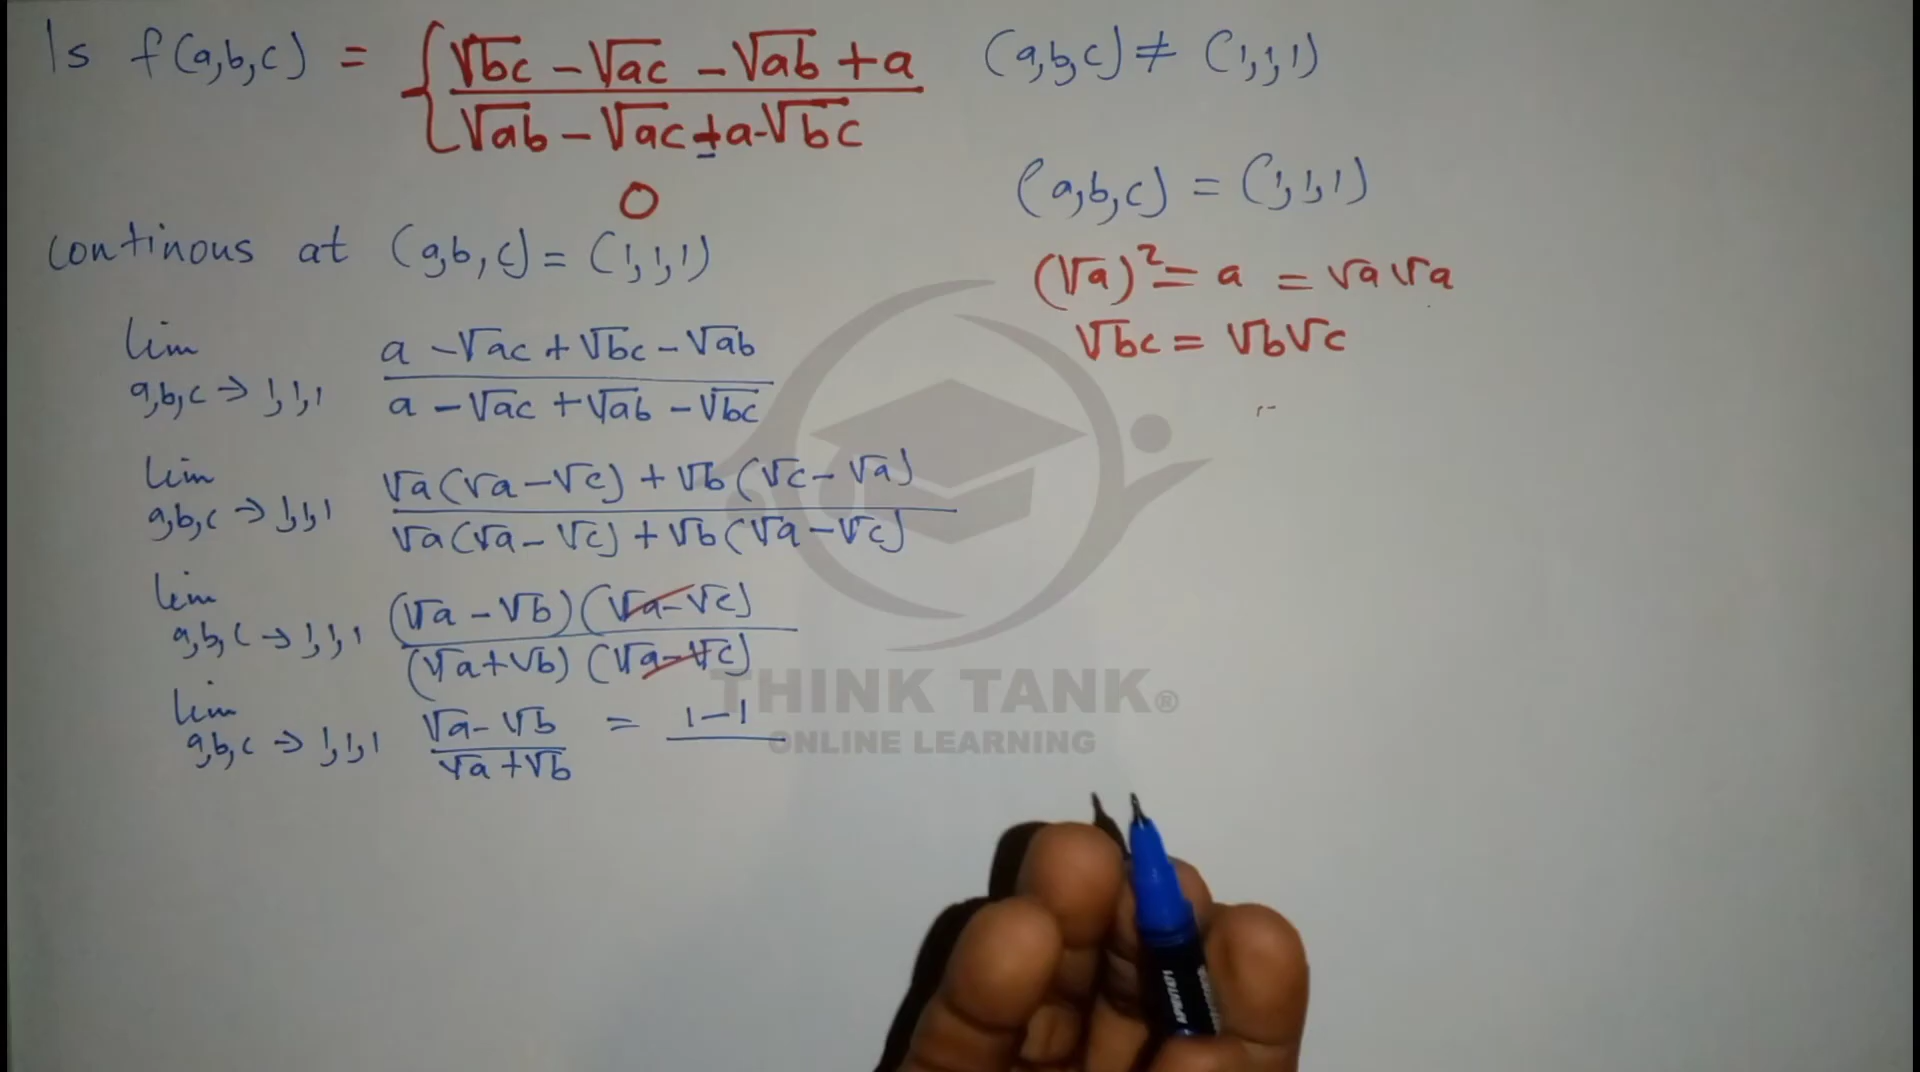 Is f(a,b,c) = { (√bc - √ac - √ab + a) / (√ab - √ac + a - √bc) (a,b,c) ≠ (1,1,1)
0 (a,b,c) = (1,1,1)
continous at (a,b,c) = (1,1,1)
(√a)² = a = √a √a
√bc = √b√c
lim a,b,c → 1,1,1 (a - √ac + √bc - √ab) / (a - √ac + √ab - √bc)
lim a,b,c → 1,1,1 (√a(√a - √c) + √b(√c - √a)) / (√a(√a - √c) + √b(√a - √c))
lim a,b,c → 1,1,1 ((√a - √b)(√a - √c)) / ((√a + √b)(√a - √c))
lim a,b,c → 1,1,1 (√a - √b) / (√a + √b) = 1 - 1
THINK TANK®
ONLINE LEARNING